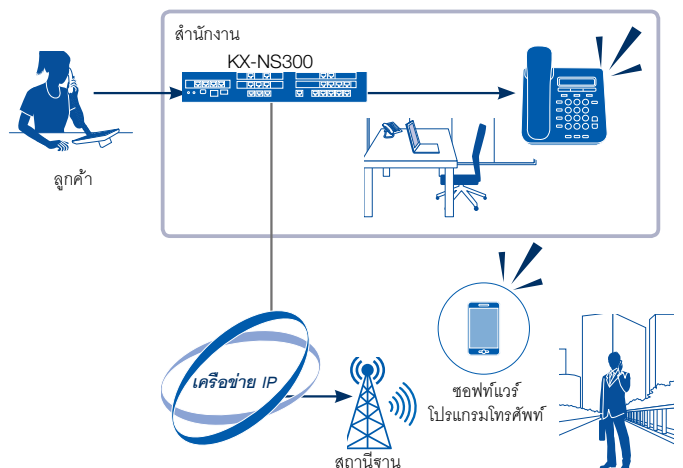 สำนักงาน
KX-NS300
ลูกค้า
เครือข่าย IP
ซอฟท์แวร์
โปรแกรมโทรศัพท์
สถานีฐาน